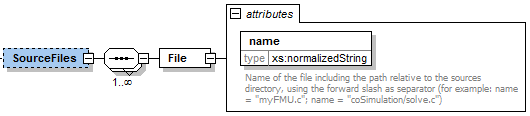 attributes
name
type xs:normalizedString
SourceFiles
File
1..∞
Name of the file including the path relative to the sources
directory, using the forward slash as separator (for example: name
= "myFMU.c"; name = "coSimulation/solve.c")